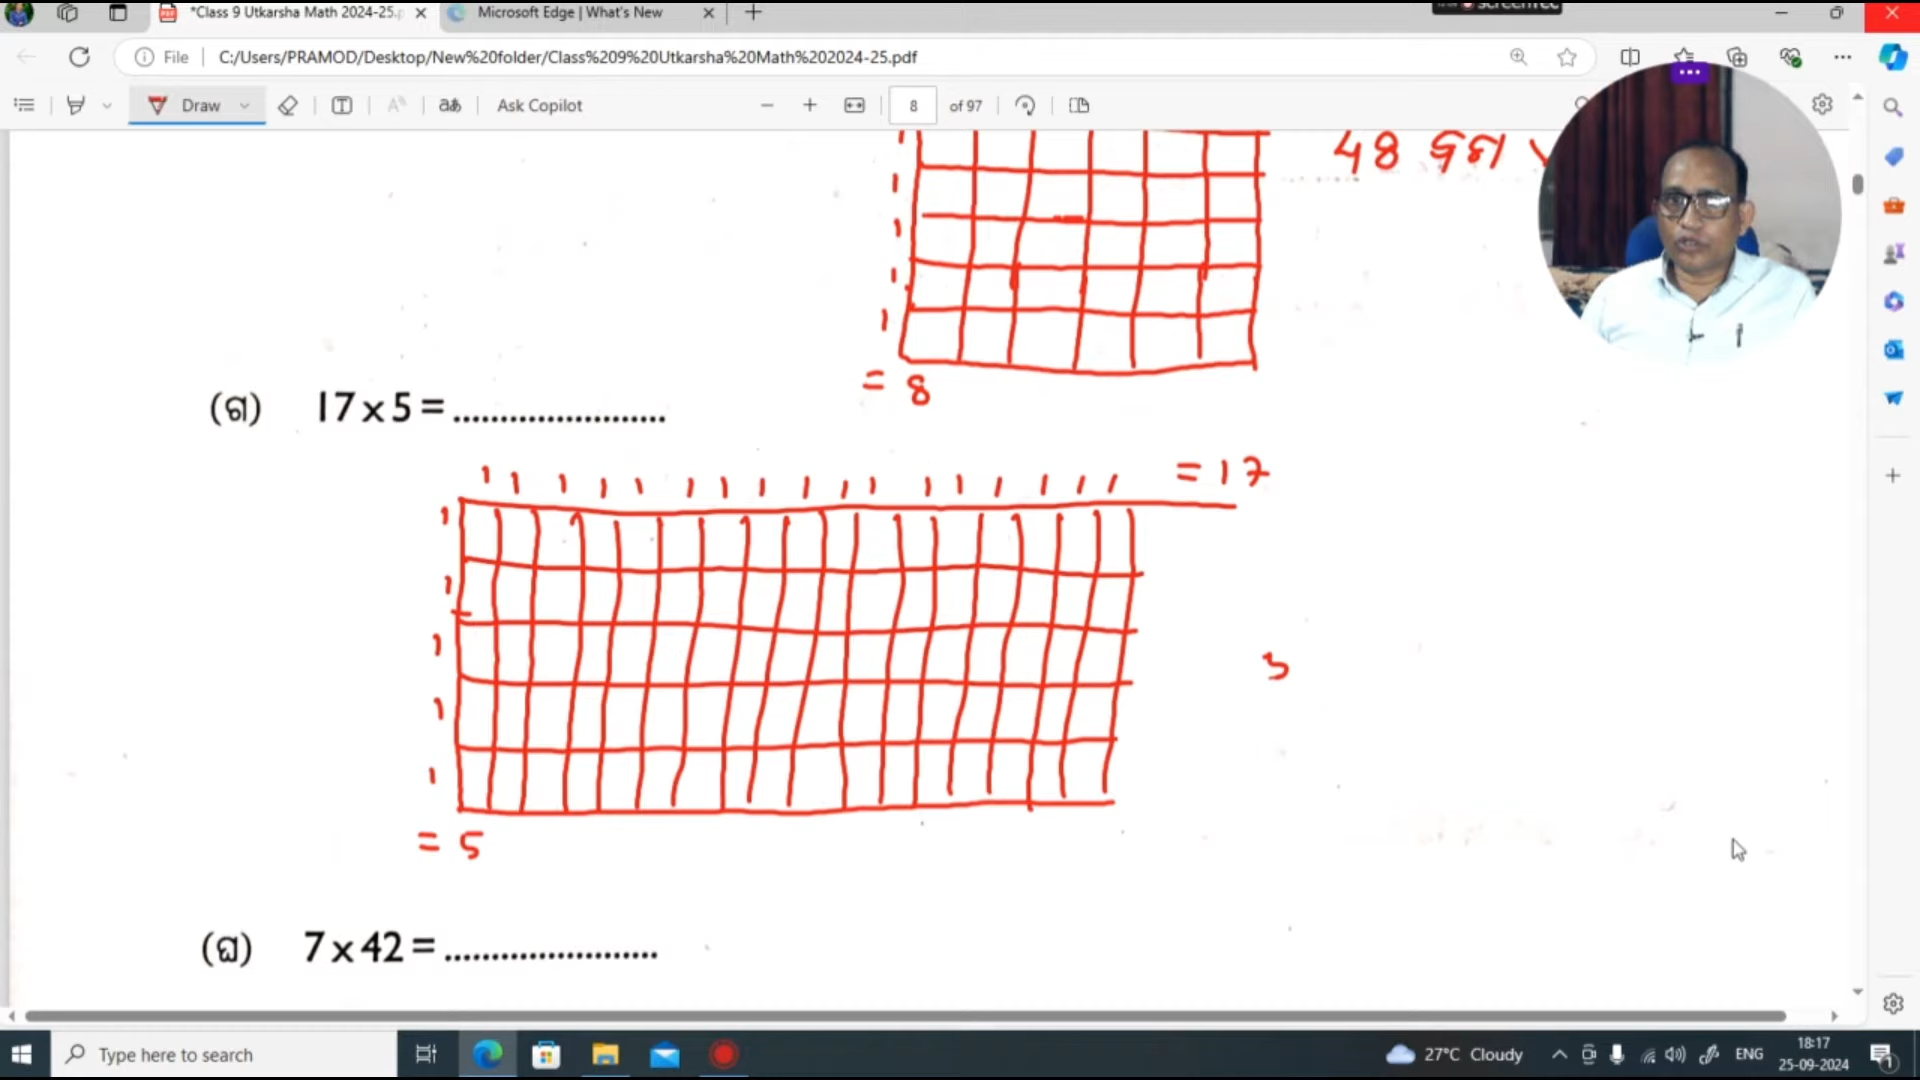 *Class 9 Utkarsha Math 2024-25.p
Microsoft Edge | What's New
File
C:/Users/PRAMOD/Desktop/New%20folder/Class%209%20Utkarsha%20Math%202024-25.pdf
Draw
Ask Copilot
8 of 97
48
= 8
(ଗ) 17 x 5 = ......................
= 17
= 5
(ଘ) 7 x 42 = ......................
Type here to search
27°C Cloudy
ENG
18:17
25-09-2024